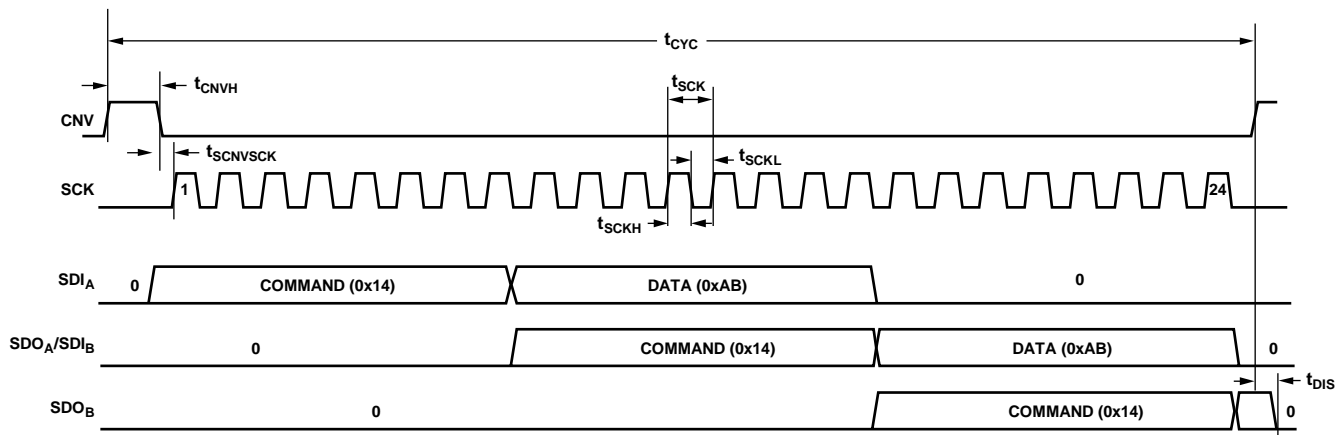 tCYC
tCNVH
tSCK
CNV
tSCNVSCK
tSCKL
SCK
1
24
tSCKH
SDIA
0
COMMAND (0x14)
DATA (0xAB)
0
SDOA/SDIB
0
COMMAND (0x14)
DATA (0xAB)
0
tDIS
SDOB
0
COMMAND (0x14)
0